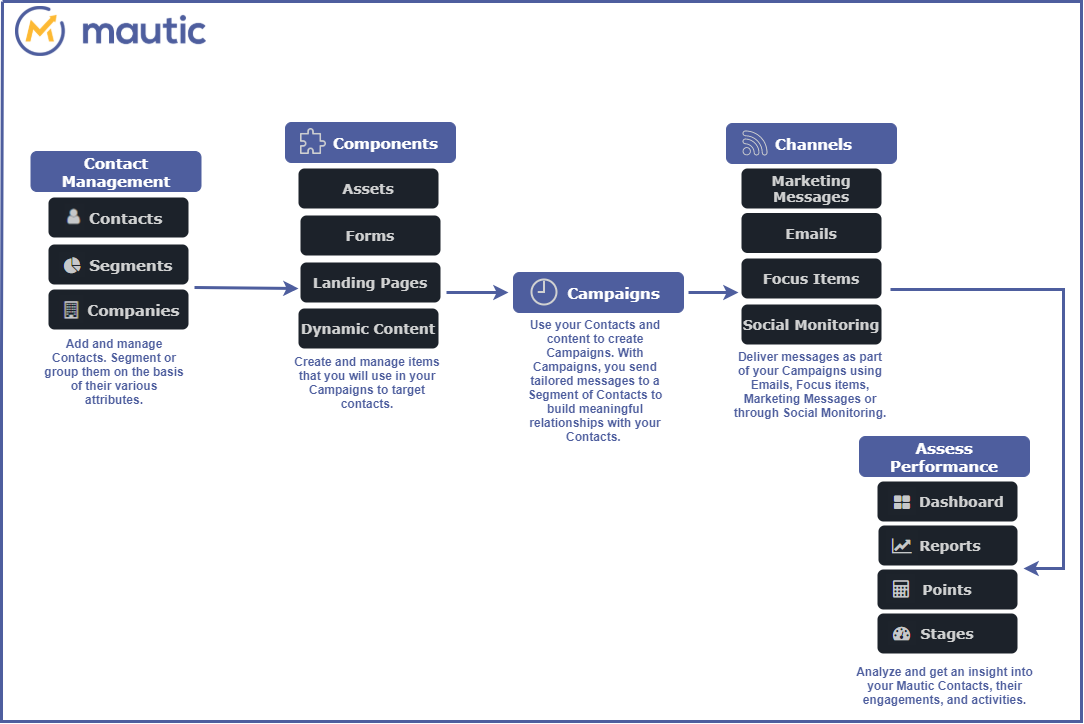 mautic
Contact
Management
Contacts
Segments
Companies
Add and manage
Contacts. Segment or
group them on the basis
of their various
attributes.
Components
Assets
Forms
Landing Pages
Dynamic Content
Create and manage items
that you will use in your
Campaigns to target
contacts.
Campaigns
Use your Contacts and
content to create
Campaigns. With
Campaigns, you send
tailored messages to a
Segment of Contacts to
build meaningful
relationships with your
Contacts.
Channels
Marketing
Messages
Emails
Focus Items
Social Monitoring
Deliver messages as part
of your Campaigns using
Emails, Focus items,
Marketing Messages or
through Social Monitoring.
Assess
Performance
Dashboard
Reports
Points
Stages
Analyze and get an insight into
your Mautic Contacts, their
engagements, and activities.